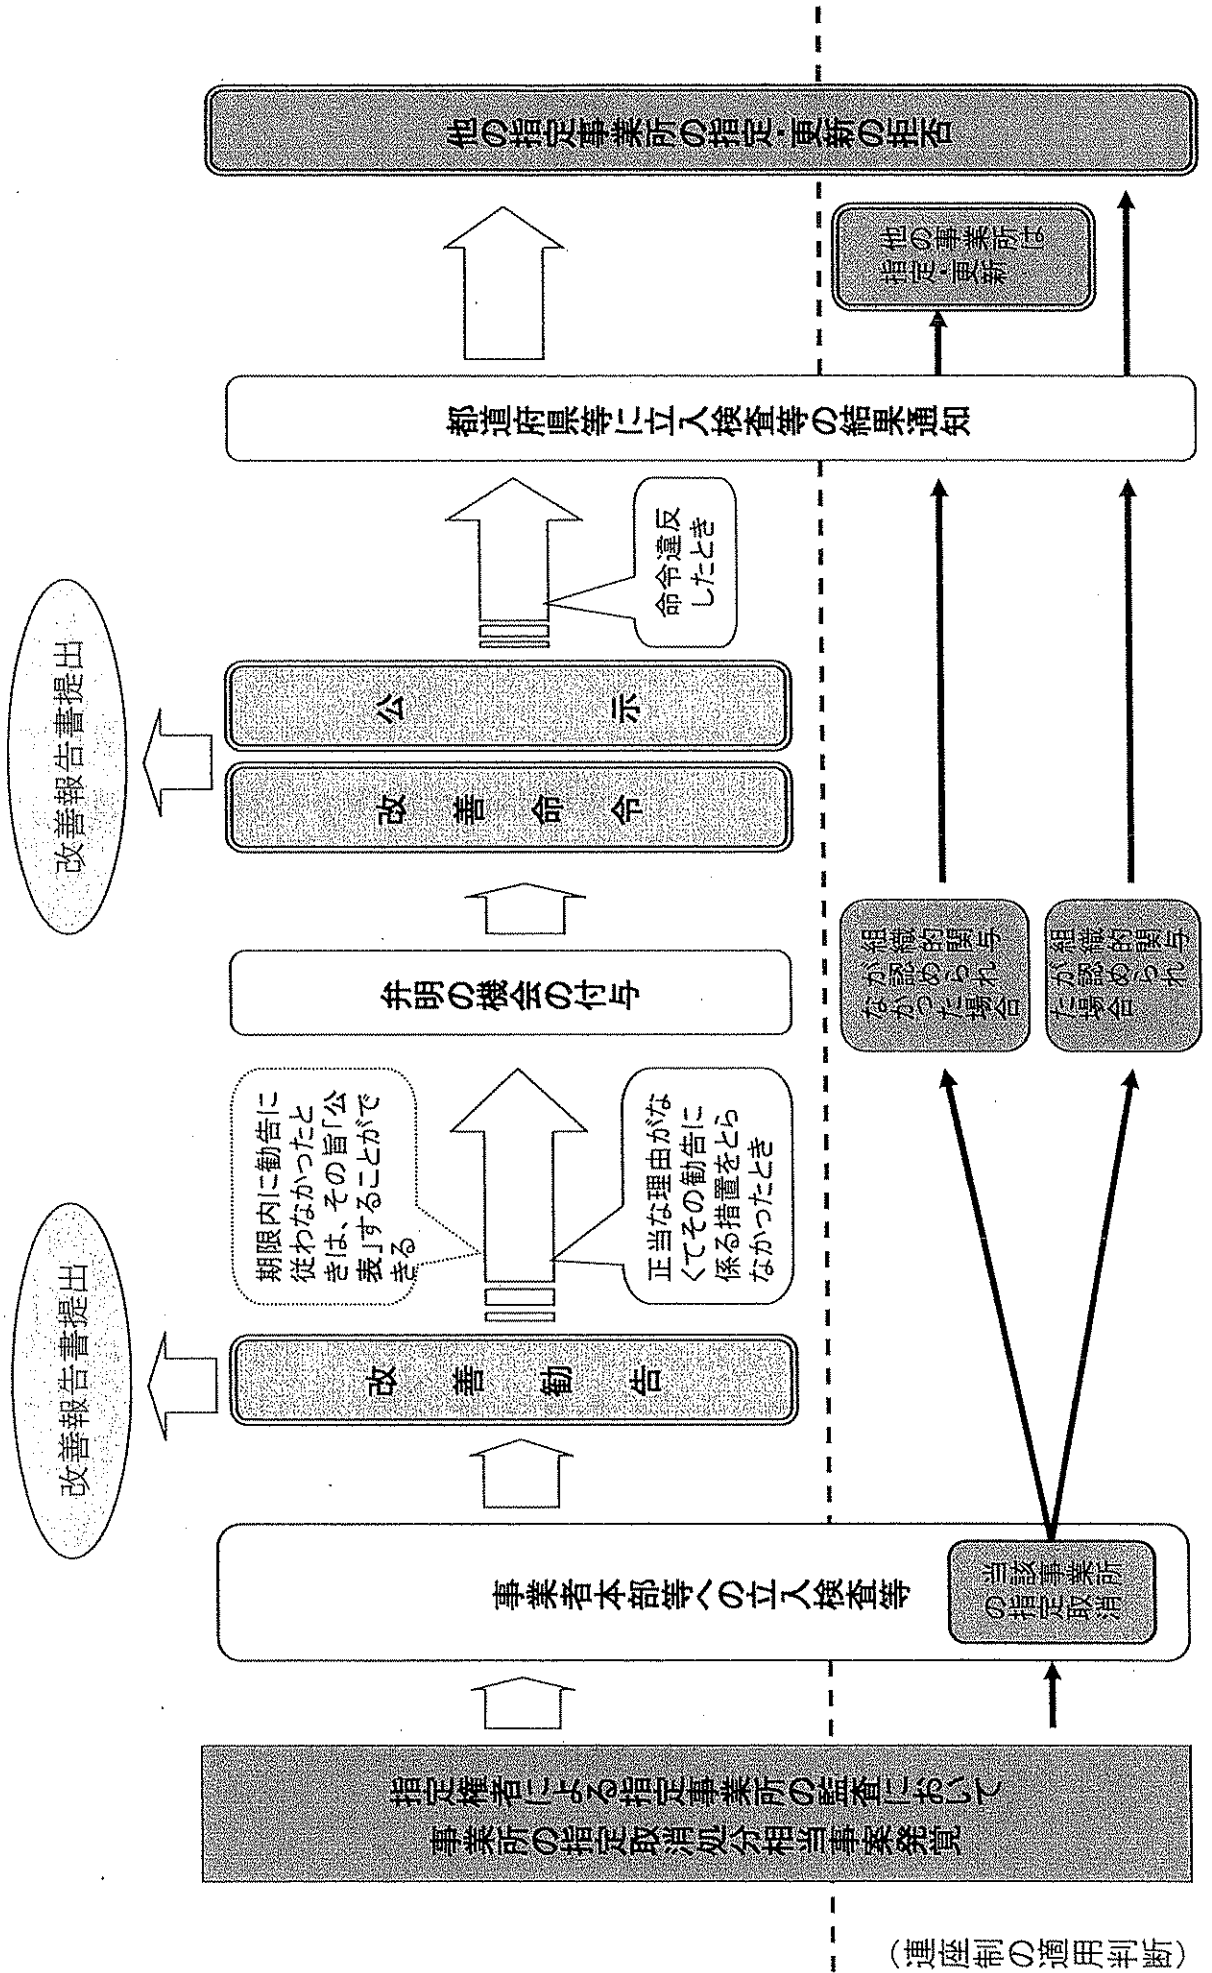 指定権者による指定事業所の監査において
事業所の指定取消処分相当事案発覚
事業者本部等への立入検査等
当該事業所
の指定取消
改善報告書提出
改善勧告
期限内に勧告に
従わなかったと
きは、その旨「公
表」することがで
きる
正当な理由がな
くてその勧告に
係る措置をとら
なかったとき
弁明の機会の付与
改善報告書提出
改善命令
公示
命令違反
したとき
都道府県等に立入検査等の結果通知
他の指定事業所の指定・更新の拒否
(連座制の適用判断)
組織的関与
が認められ
なかった場合
組織的関与
が認められ
た場合
他の事業所は
指定・更新